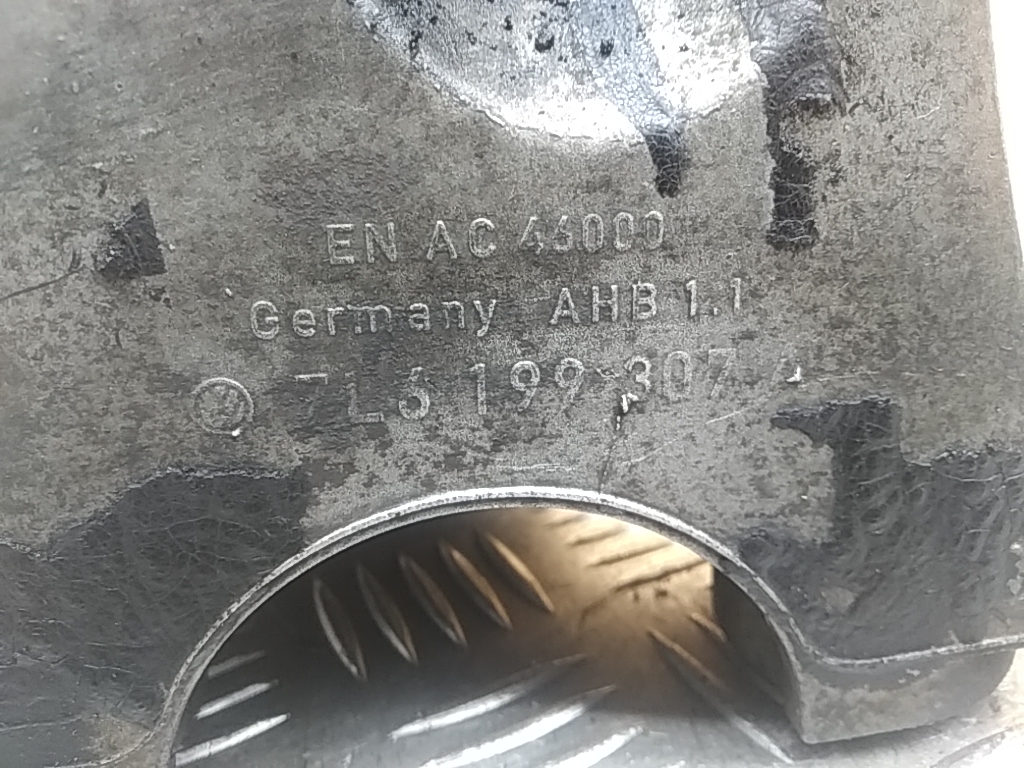 EN AC 46000
Germany AHB 1.1
7L6 199 307 A